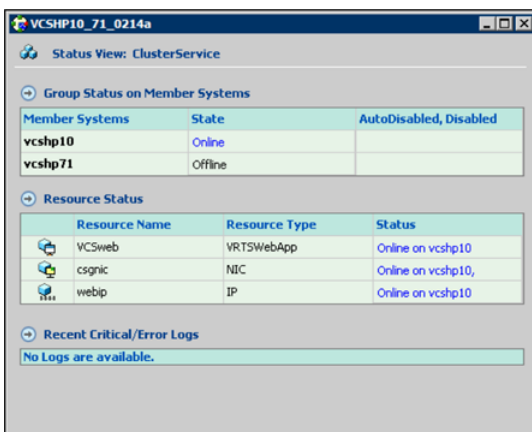 VCSHP10_71_0214a
Status View: ClusterService
Group Status on Member Systems
Member Systems State AutoDisabled, Disabled
vcshp10 Online
vcshp71 Offline
Resource Status
Resource Name Resource Type Status
VCSweb VRTSWebApp Online on vcshp10
csgnic NIC Online on vcshp10,
webip IP Online on vcshp10
Recent Critical/Error Logs
No Logs are available.